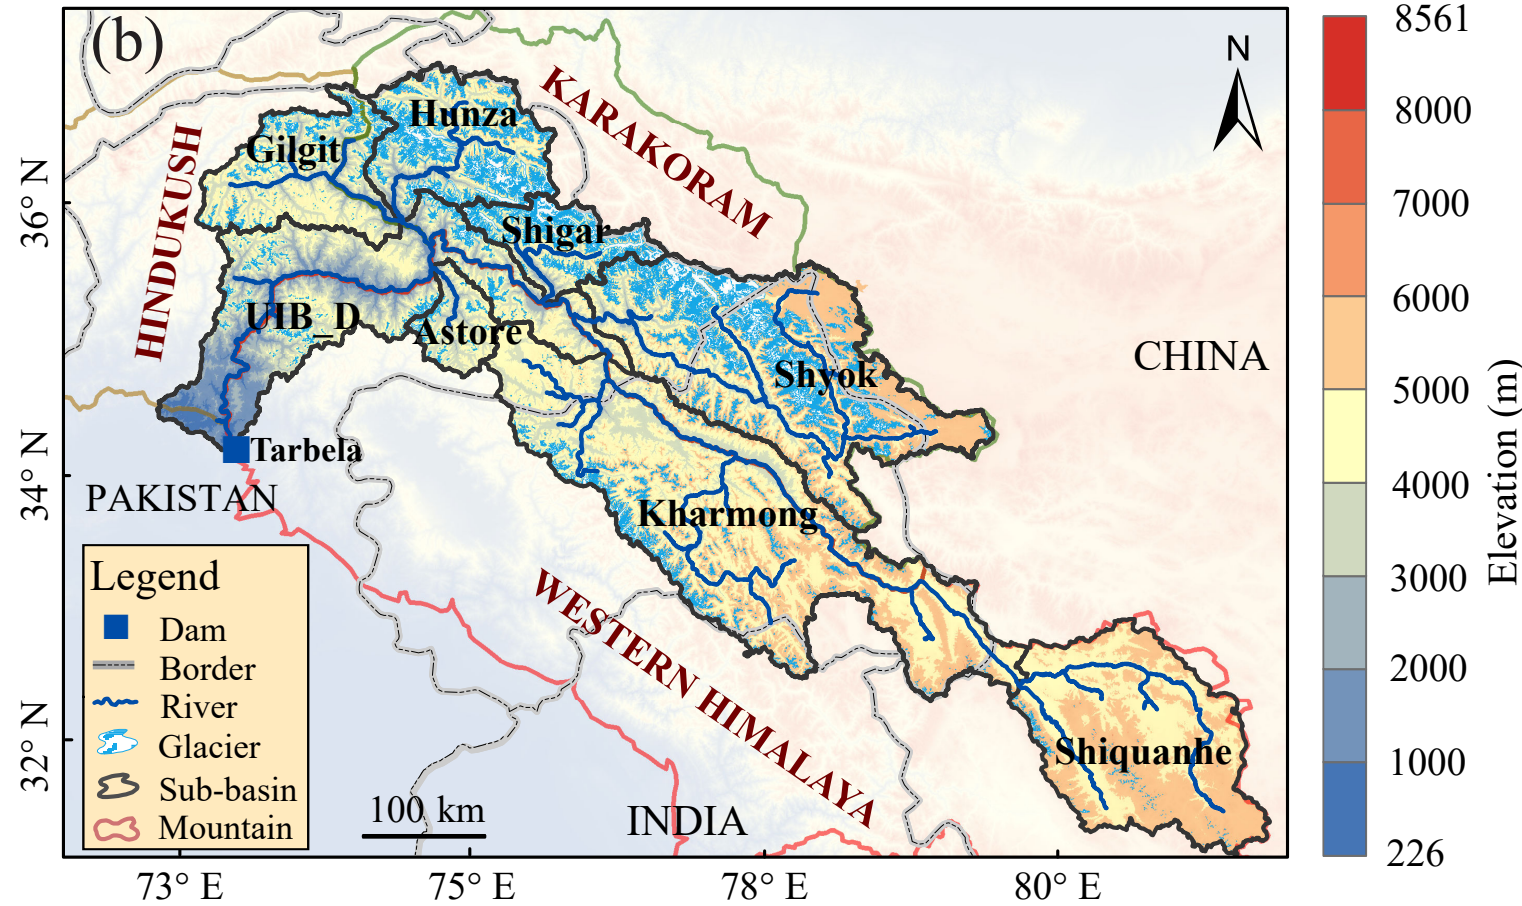 (b)
N
KARAKORAM
HINDUKUSH
Hunza
Gilgit
Shigar
UIB_D
Astore
Shyok
CHINA
Tarbela
PAKISTAN
Kharmong
WESTERN HIMALAYA
Shiquanhe
INDIA
Legend
Dam
Border
River
Glacier
Sub-basin
Mountain
100 km
36° N
34° N
32° N
73° E
75° E
78° E
80° E
8561
8000
7000
6000
5000
4000
3000
2000
1000
226
Elevation (m)